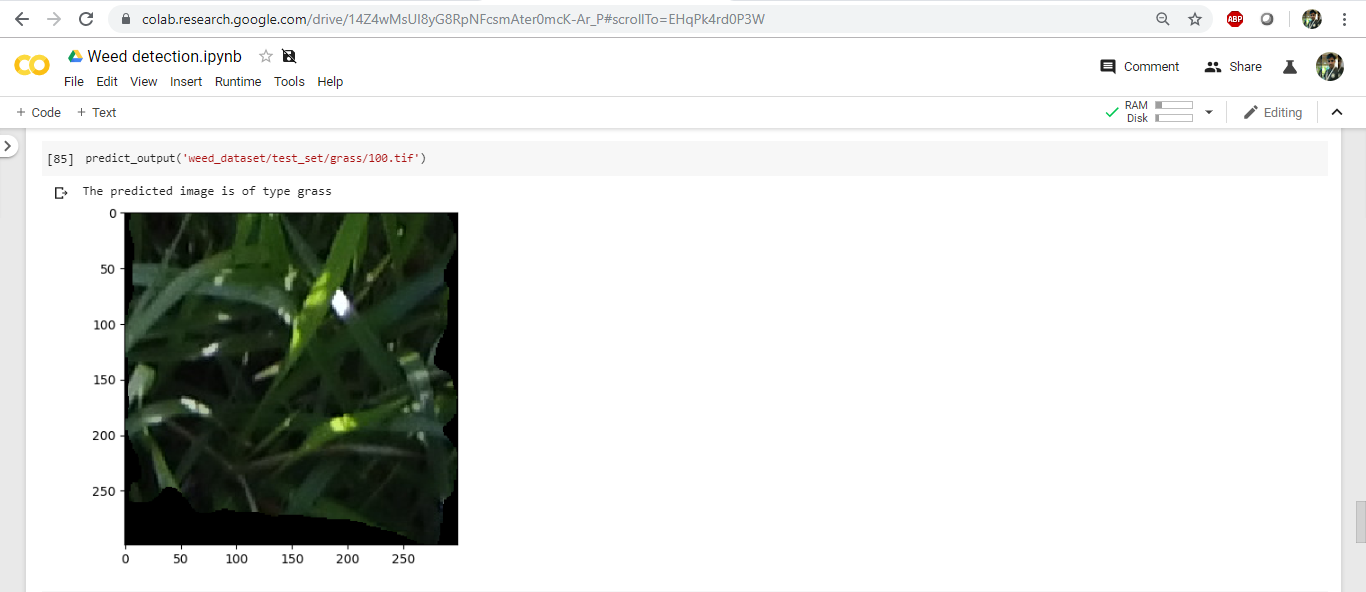 colab.research.google.com/drive/14Z4wMsUI8yG8RpNFcsmAter0mcK-Ar_P#scrollTo=EHqPk4rd0P3W
ABP
CO
Weed detection.ipynb
File Edit View Insert Runtime Tools Help
Comment
Share
+ Code + Text
RAM
Disk
Editing
[85] predict_output('weed_dataset/test_set/grass/100.tif')
The predicted image is of type grass
0
50
100
150
200
250
0 50 100 150 200 250